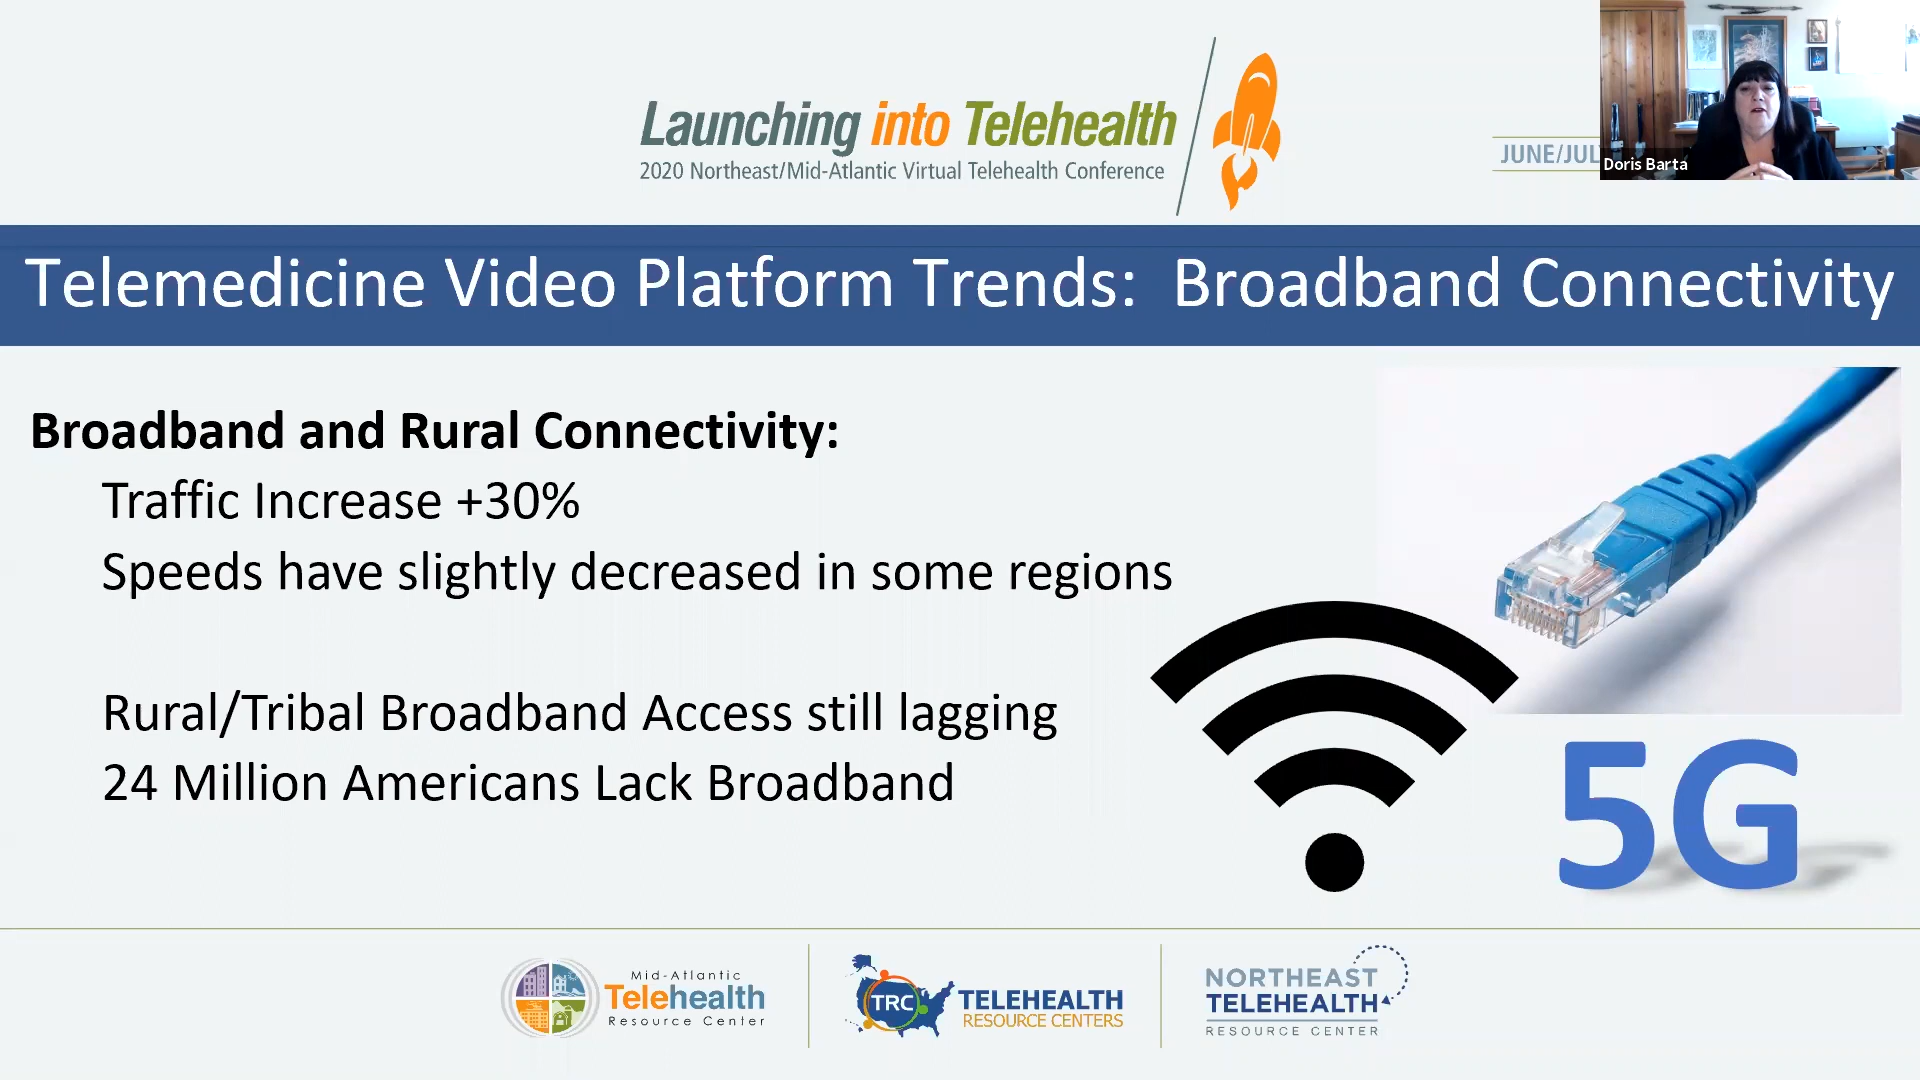 Launching into Telehealth
2020 Northeast/Mid-Atlantic Virtual Telehealth Conference
JUNE/JUL
Doris Barta
Telemedicine Video Platform Trends: Broadband Connectivity
Broadband and Rural Connectivity:
Traffic Increase +30%
Speeds have slightly decreased in some regions
Rural/Tribal Broadband Access still lagging
24 Million Americans Lack Broadband
5G
Mid-Atlantic
Telehealth
Resource Center
TRC
TELEHEALTH
RESOURCE CENTERS
NORTHEAST
TELEHEALTH
RESOURCE CENTER